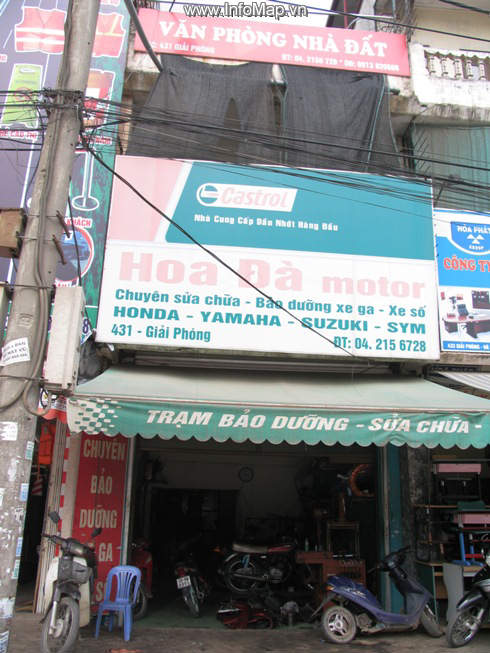 www.InfoMap.vn
VĂN PHÒNG NHÀ ĐẤT
431 GIẢI PHÓNG
Castrol
Nhà Cung Cấp Dầu Nhớt Hàng Đầu
Hoa Đà motor
Chuyên sửa chữa - Bảo dưỡng xe ga - Xe số
HONDA - YAMAHA - SUZUKI - SYM
431 - Giải Phóng ĐT: 04. 215 6728
HÒA PHÁT
CÔNG TY
TRẠM BẢO DƯỠNG - SỬA CHỮA -
CHUYÊN
BẢO
DƯỠNG
GA